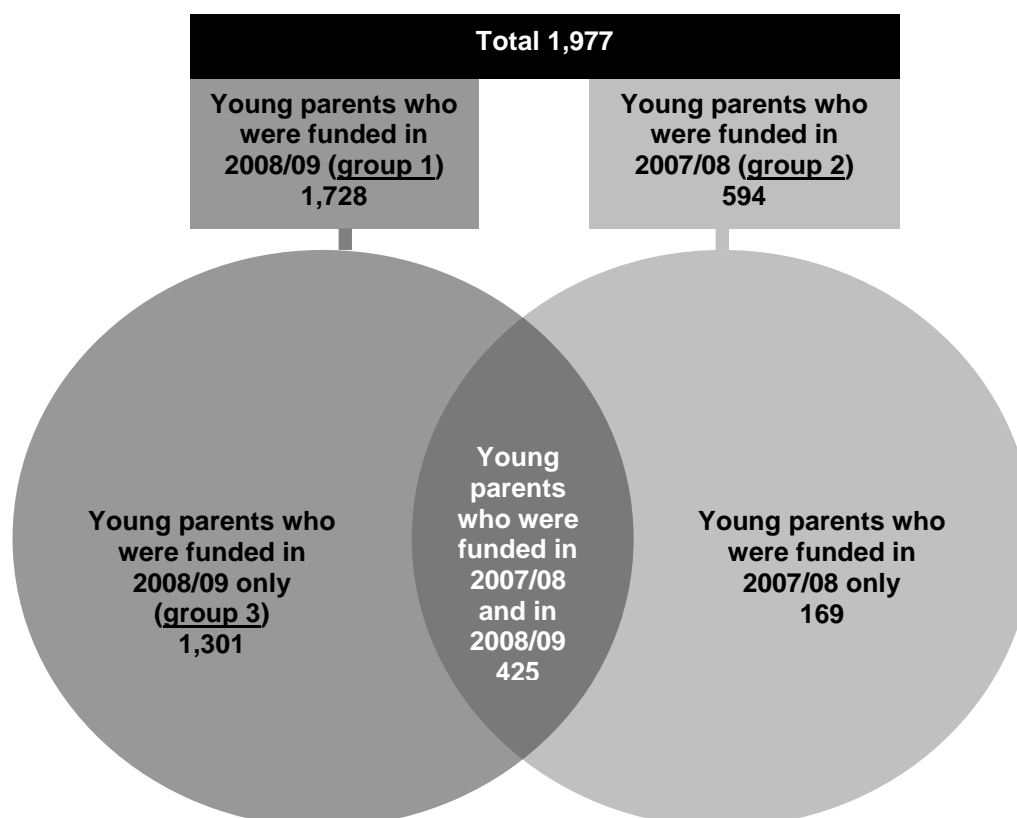 Total 1,977
Young parents who
were funded in
2008/09 (group 1)
1,728
Young parents who
were funded in
2007/08 (group 2)
594
Young parents who
were funded in
2008/09 only
(group 3)
1,301
Young
parents
who were
funded in
2007/08
and in
2008/09
425
Young parents who
were funded in
2007/08 only
169